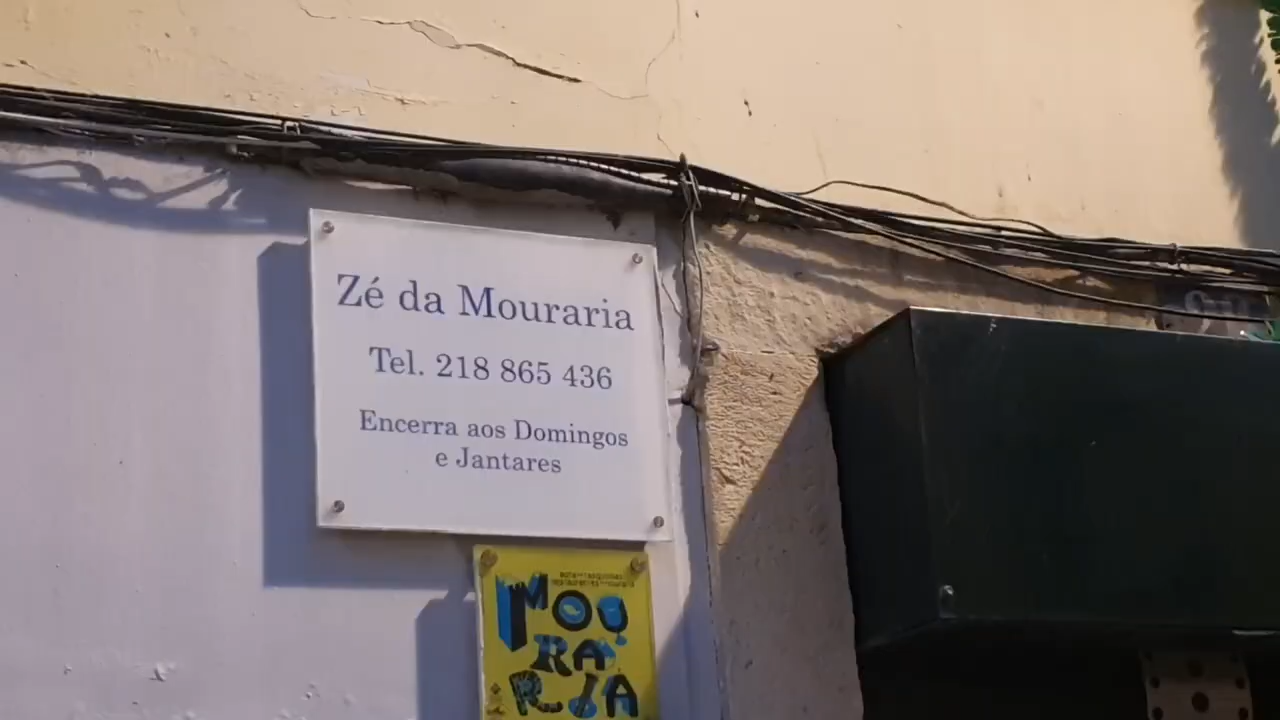 Zé da Mouraria
Tel. 218 865 436
Encerra aos Domingos
e Jantares
MOU
RA
RIA